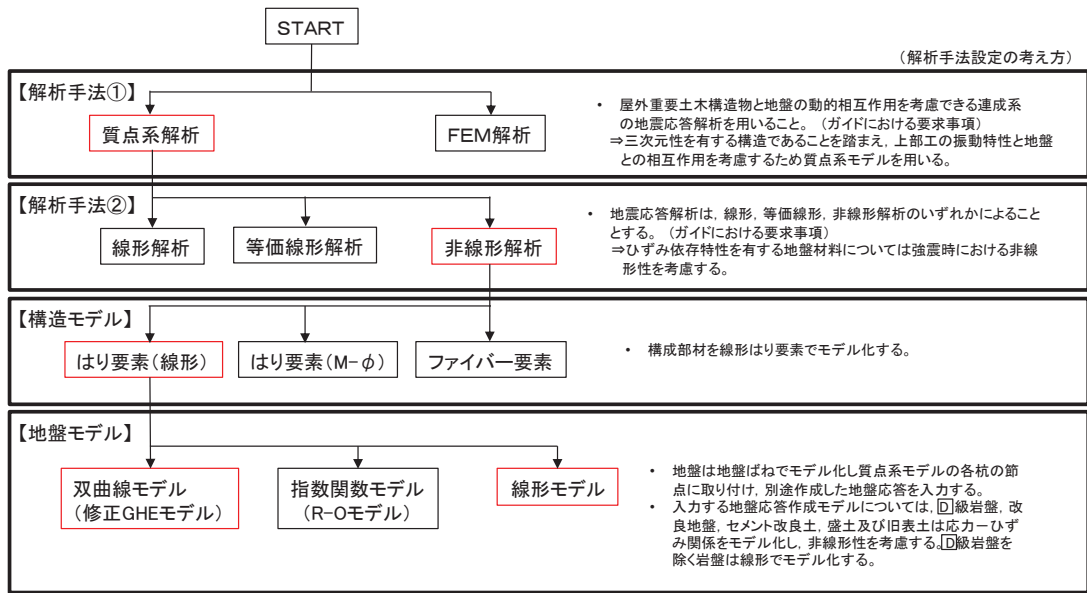 START
（解析手法設定の考え方）
【解析手法①】
質点系解析
FEM解析
・ 屋外重要土木構造物と地盤の動的相互作用を考慮できる連成系
の地震応答解析を用いること。（ガイドにおける要求事項）
⇒三次元性を有する構造であることを踏まえ，上部工の振動特性と地盤
との相互作用を考慮するため質点系モデルを用いる。
【解析手法②】
線形解析
等価線形解析
非線形解析
・ 地震応答解析は，線形，等価線形，非線形解析のいずれかによること
とする。（ガイドにおける要求事項）
⇒ひずみ依存特性を有する地盤材料については強震時における非線
形性を考慮する。
【構造モデル】
はり要素（線形）
はり要素（M-φ）
ファイバー要素
・ 構成部材を線形はり要素でモデル化する。
【地盤モデル】
双曲線モデル
（修正GHEモデル）
指数関数モデル
（R-Oモデル）
線形モデル
・ 地盤は地盤ばねでモデル化し質点系モデルの各杭の節
点に取り付け，別途作成した地盤応答を入力する。
・ 入力する地盤応答作成モデルについては，D級岩盤，改
良地盤，セメント改良土，盛土及び旧表土は応力ーひず
み関係をモデル化し，非線形性を考慮する。D級岩盤を
除く岩盤は線形でモデル化する。